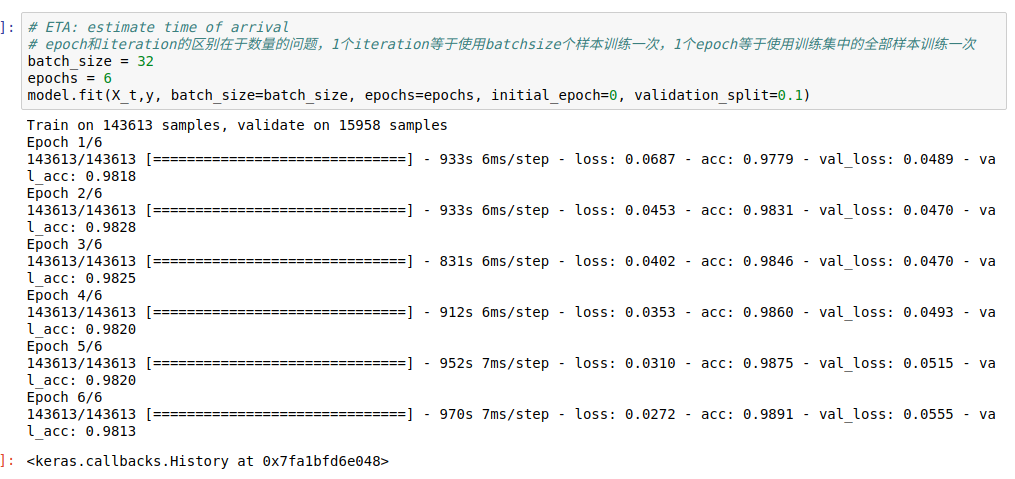 ]: # ETA: estimate time of arrival
# epoch和iteration的区别在于数量的问题，1个iteration等于使用batchsize个样本训练一次，1个epoch等于使用训练集中的全部样本训练一次
batch_size = 32
epochs = 6
model.fit(X_t,y, batch_size=batch_size, epochs=epochs, initial_epoch=0, validation_split=0.1)
Train on 143613 samples, validate on 15958 samples
Epoch 1/6
143613/143613 [==============================] - 933s 6ms/step - loss: 0.0687 - acc: 0.9779 - val_loss: 0.0489 - va
l_acc: 0.9818
Epoch 2/6
143613/143613 [==============================] - 933s 6ms/step - loss: 0.0453 - acc: 0.9831 - val_loss: 0.0470 - va
l_acc: 0.9828
Epoch 3/6
143613/143613 [==============================] - 831s 6ms/step - loss: 0.0402 - acc: 0.9846 - val_loss: 0.0470 - va
l_acc: 0.9825
Epoch 4/6
143613/143613 [==============================] - 912s 6ms/step - loss: 0.0353 - acc: 0.9860 - val_loss: 0.0493 - va
l_acc: 0.9820
Epoch 5/6
143613/143613 [==============================] - 952s 7ms/step - loss: 0.0310 - acc: 0.9875 - val_loss: 0.0515 - va
l_acc: 0.9820
Epoch 6/6
143613/143613 [==============================] - 970s 7ms/step - loss: 0.0272 - acc: 0.9891 - val_loss: 0.0555 - va
l_acc: 0.9813
]: <keras.callbacks.History at 0x7fa1bfd6e048>